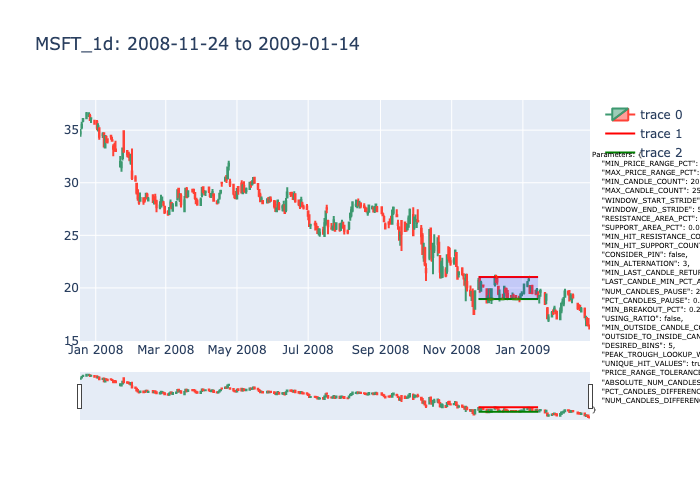 MSFT_1d: 2008-11-24 to 2009-01-14
35
30
25
20
15
Jan 2008
Mar 2008
May 2008
Jul 2008
Sep 2008
Nov 2008
Jan 2009
trace 0
trace 1
trace 2
Parameters: {
"MIN_PRICE_RANGE_PCT":
"MAX_PRICE_RANGE_PCT":
"MIN_CANDLE_COUNT": 20
"MAX_CANDLE_COUNT": 25
"WINDOW_START_STRIDE"
"WINDOW_END_STRIDE": 5
"RESISTANCE_AREA_PCT":
"SUPPORT_AREA_PCT": 0.0
"MIN_HIT_RESISTANCE_CO
"MIN_HIT_SUPPORT_COUNT
"CONSIDER_PIN": false,
"MIN_ALTERNATION": 3,
"MIN_LAST_CANDLE_RETUR
"LAST_CANDLE_MIN_PCT_A
"NUM_CANDLES_PAUSE": 2
"PCT_CANDLES_PAUSE": 0.
"MIN_BREAKOUT_PCT": 0.2
"USING_RATIO": false,
"MIN_OUTSIDE_CANDLE_CO
"OUTSIDE_TO_INSIDE_CAN
"DESIRED_BINS": 5,
"PEAK_TROUGH_LOOKUP_W
"UNIQUE_HIT_VALUES": tru
"PRICE_RANGE_TOLERANC
"ABSOLUTE_NUM_CANDLES
"PCT_CANDLES_DIFFERENC
"NUM_CANDLES_DIFFEREN
}